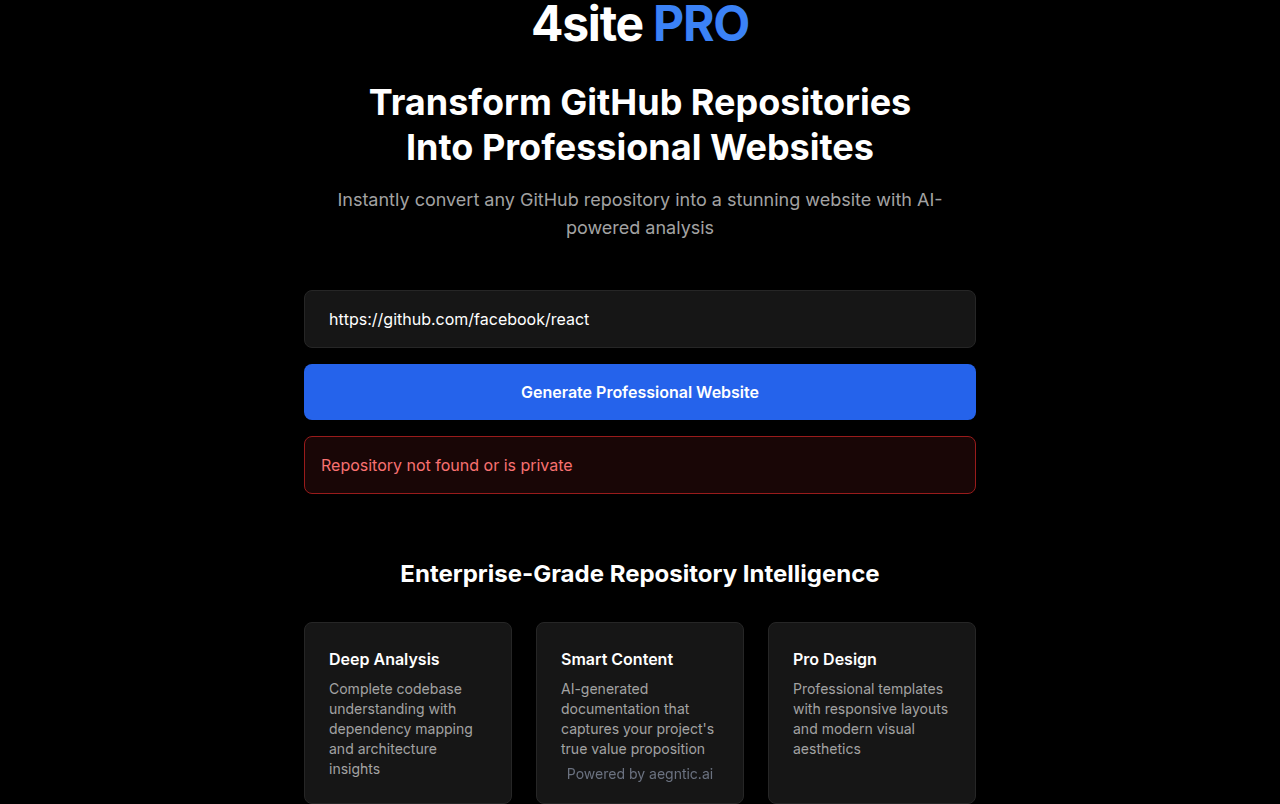 4site PRO
Transform GitHub Repositories
Into Professional Websites
Instantly convert any GitHub repository into a stunning website with AI-
powered analysis
https://github.com/facebook/react
Generate Professional Website
Repository not found or is private
Enterprise-Grade Repository Intelligence
Deep Analysis
Complete codebase
understanding with
dependency mapping
and architecture
insights
Smart Content
AI-generated
documentation that
captures your project's
true value proposition
Powered by aegntic.ai
Pro Design
Professional templates
with responsive layouts
and modern visual
aesthetics